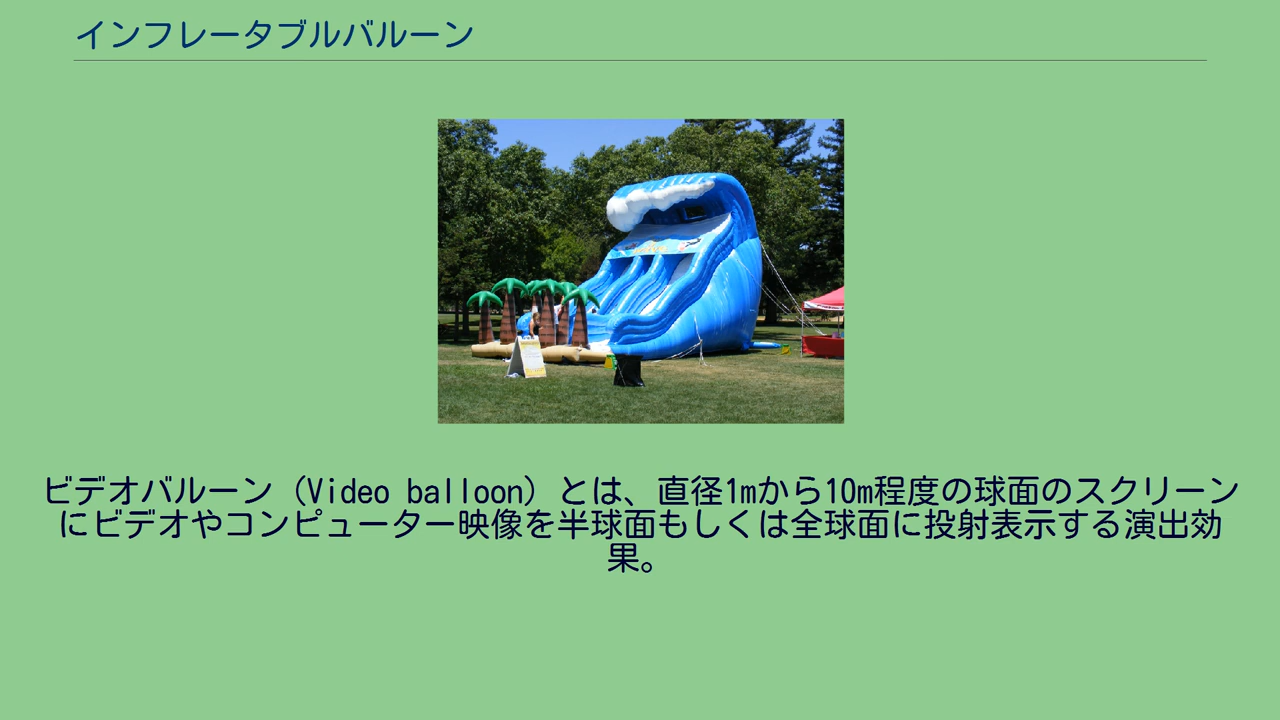 インフレータブルバルーン
ビデオバルーン（Video balloon）とは、直径1mから10m程度の球面のスクリーン
にビデオやコンピューター映像を半球面もしくは全球面に投射表示する演出効
果。